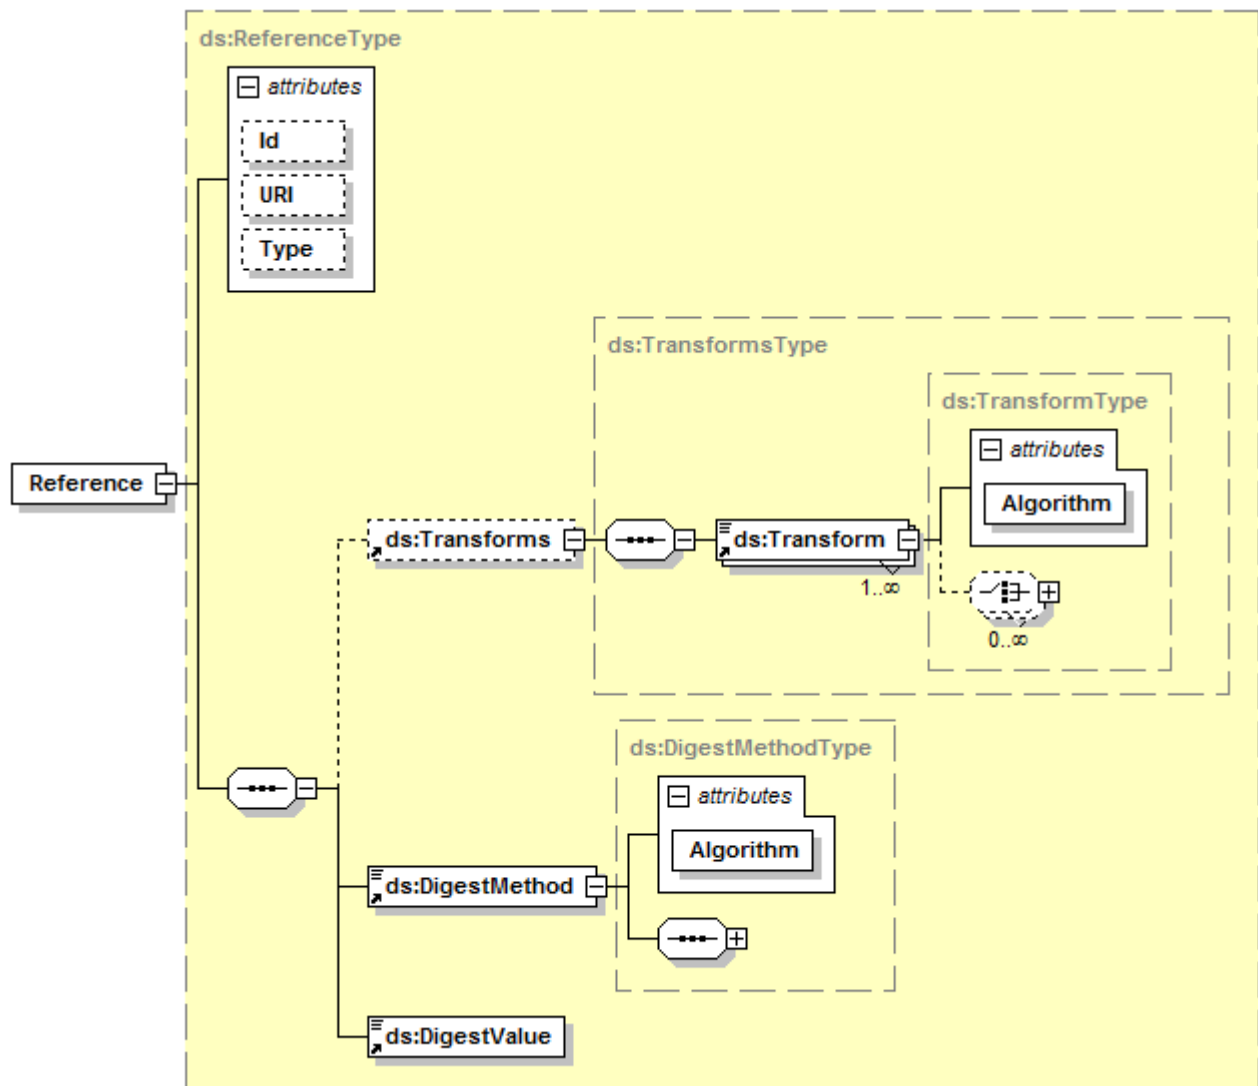 ds:ReferenceType
attributes
Id
URI
Type
ds:TransformsType
ds:TransformType
attributes
Algorithm
Reference
ds:Transforms
ds:Transform
1..∞
0..∞
ds:DigestMethodType
attributes
Algorithm
ds:DigestMethod
ds:DigestValue